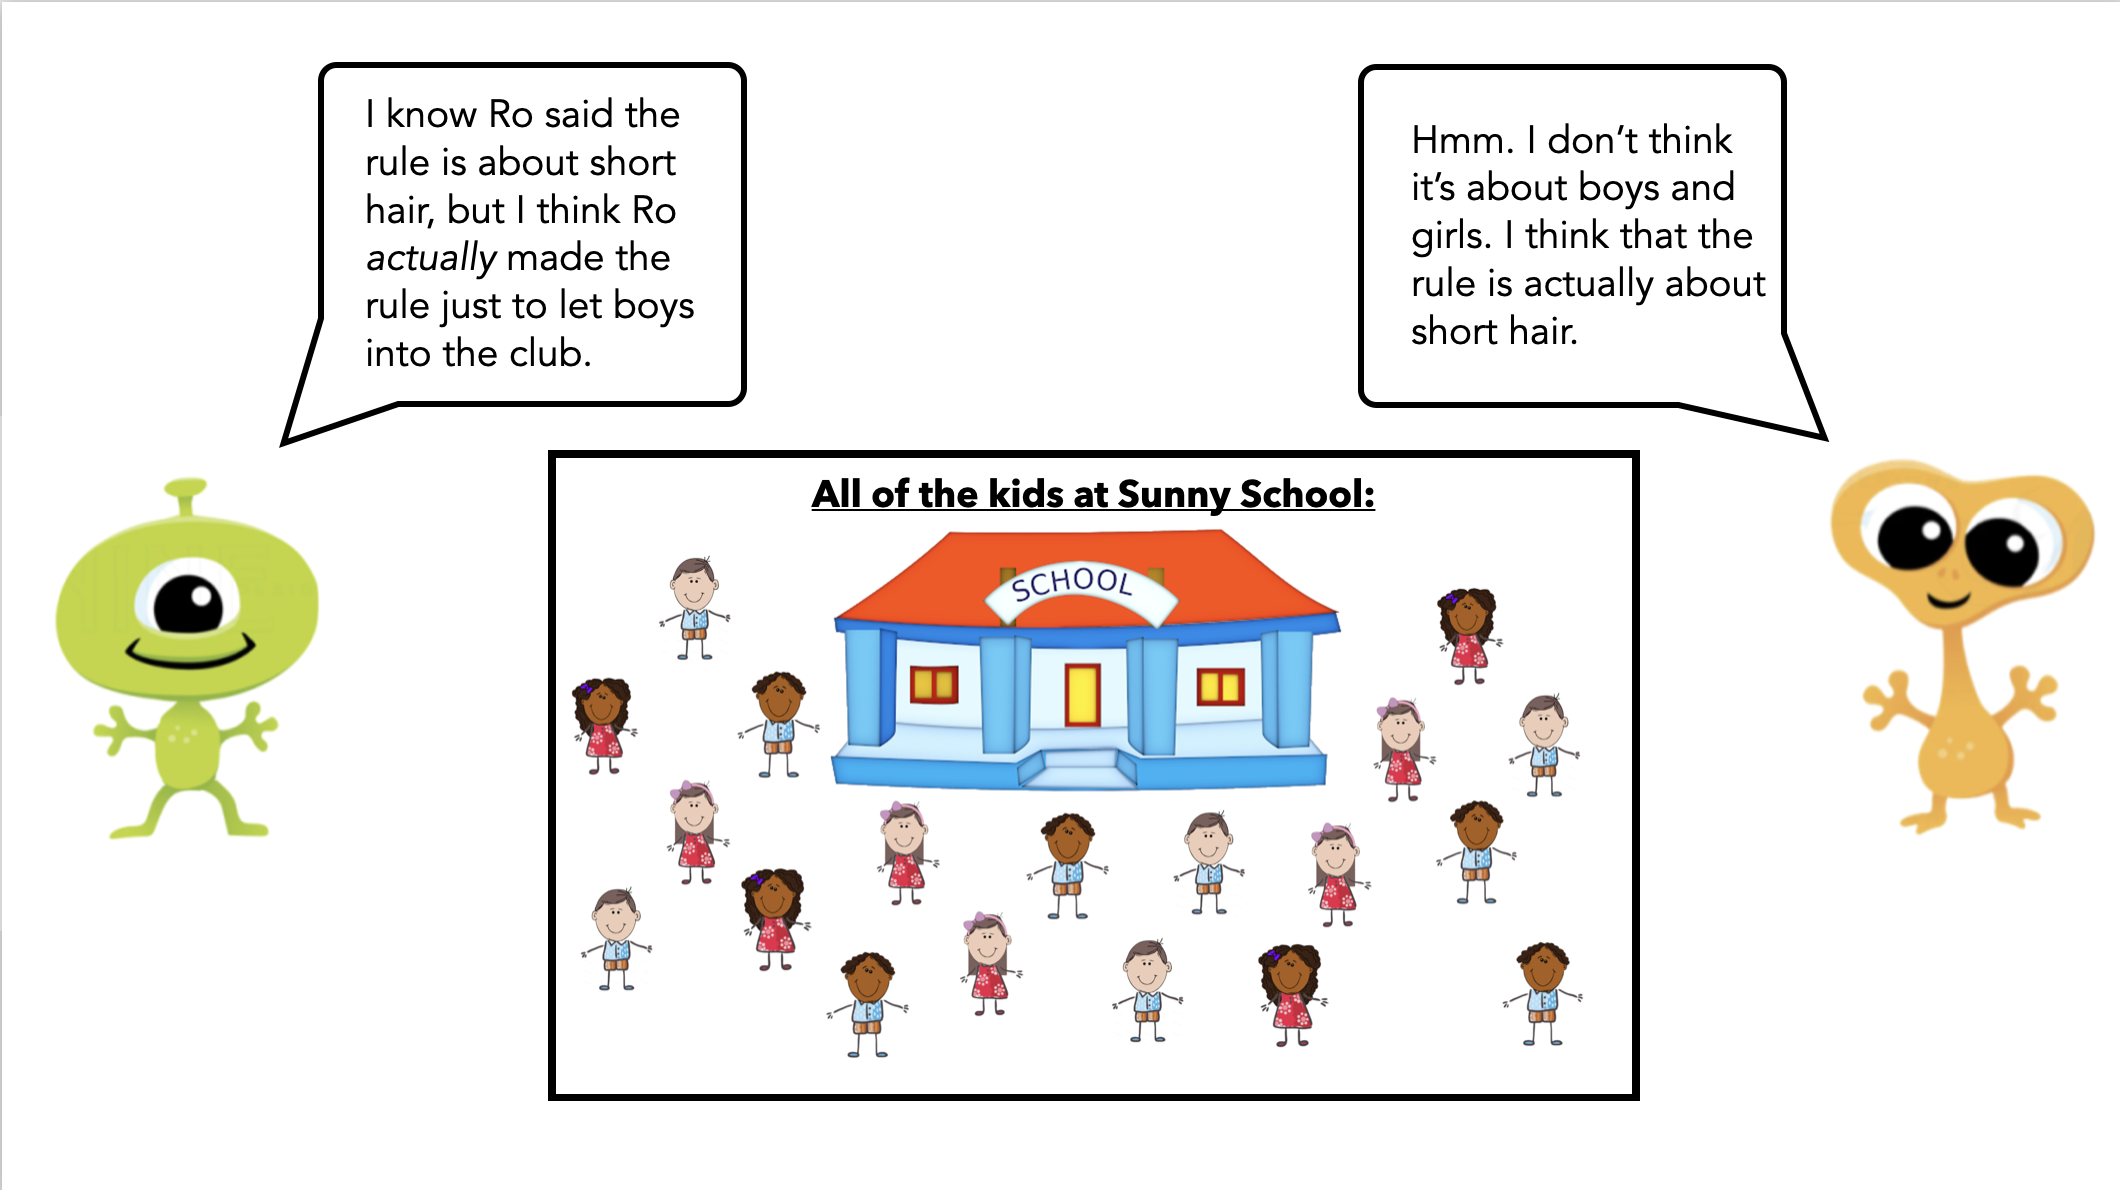 I know Ro said the
rule is about short
hair, but I think Ro
actually made the
rule just to let boys
into the club.
Hmm. I don't think
it's about boys and
girls. I think that the
rule is actually about
short hair.
All of the kids at Sunny School:
SCHOOL